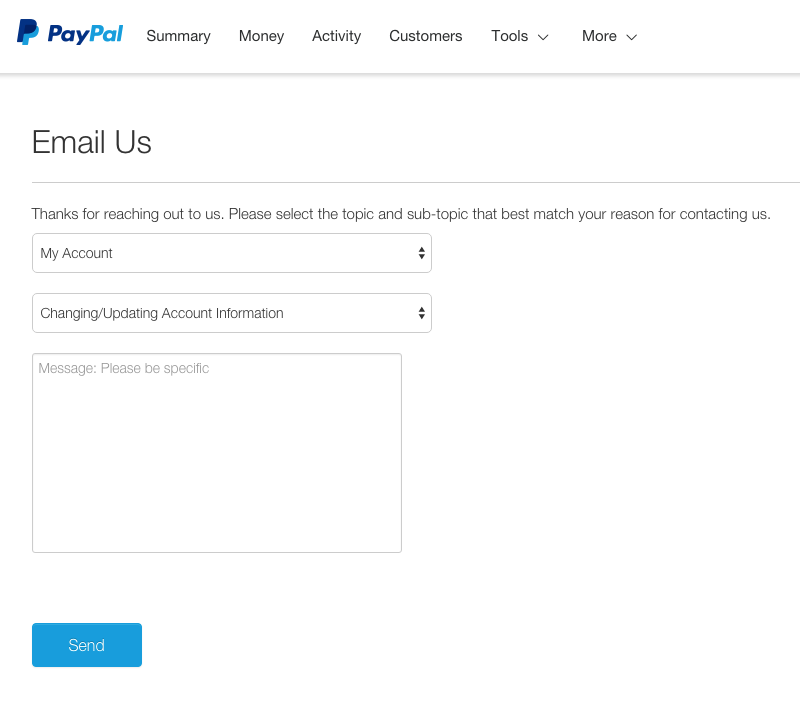 PayPal Summary Money Activity Customers Tools More
Email Us
Thanks for reaching out to us. Please select the topic and sub-topic that best match your reason for contacting us.
My Account
Changing/Updating Account Information
Message: Please be specific
Send